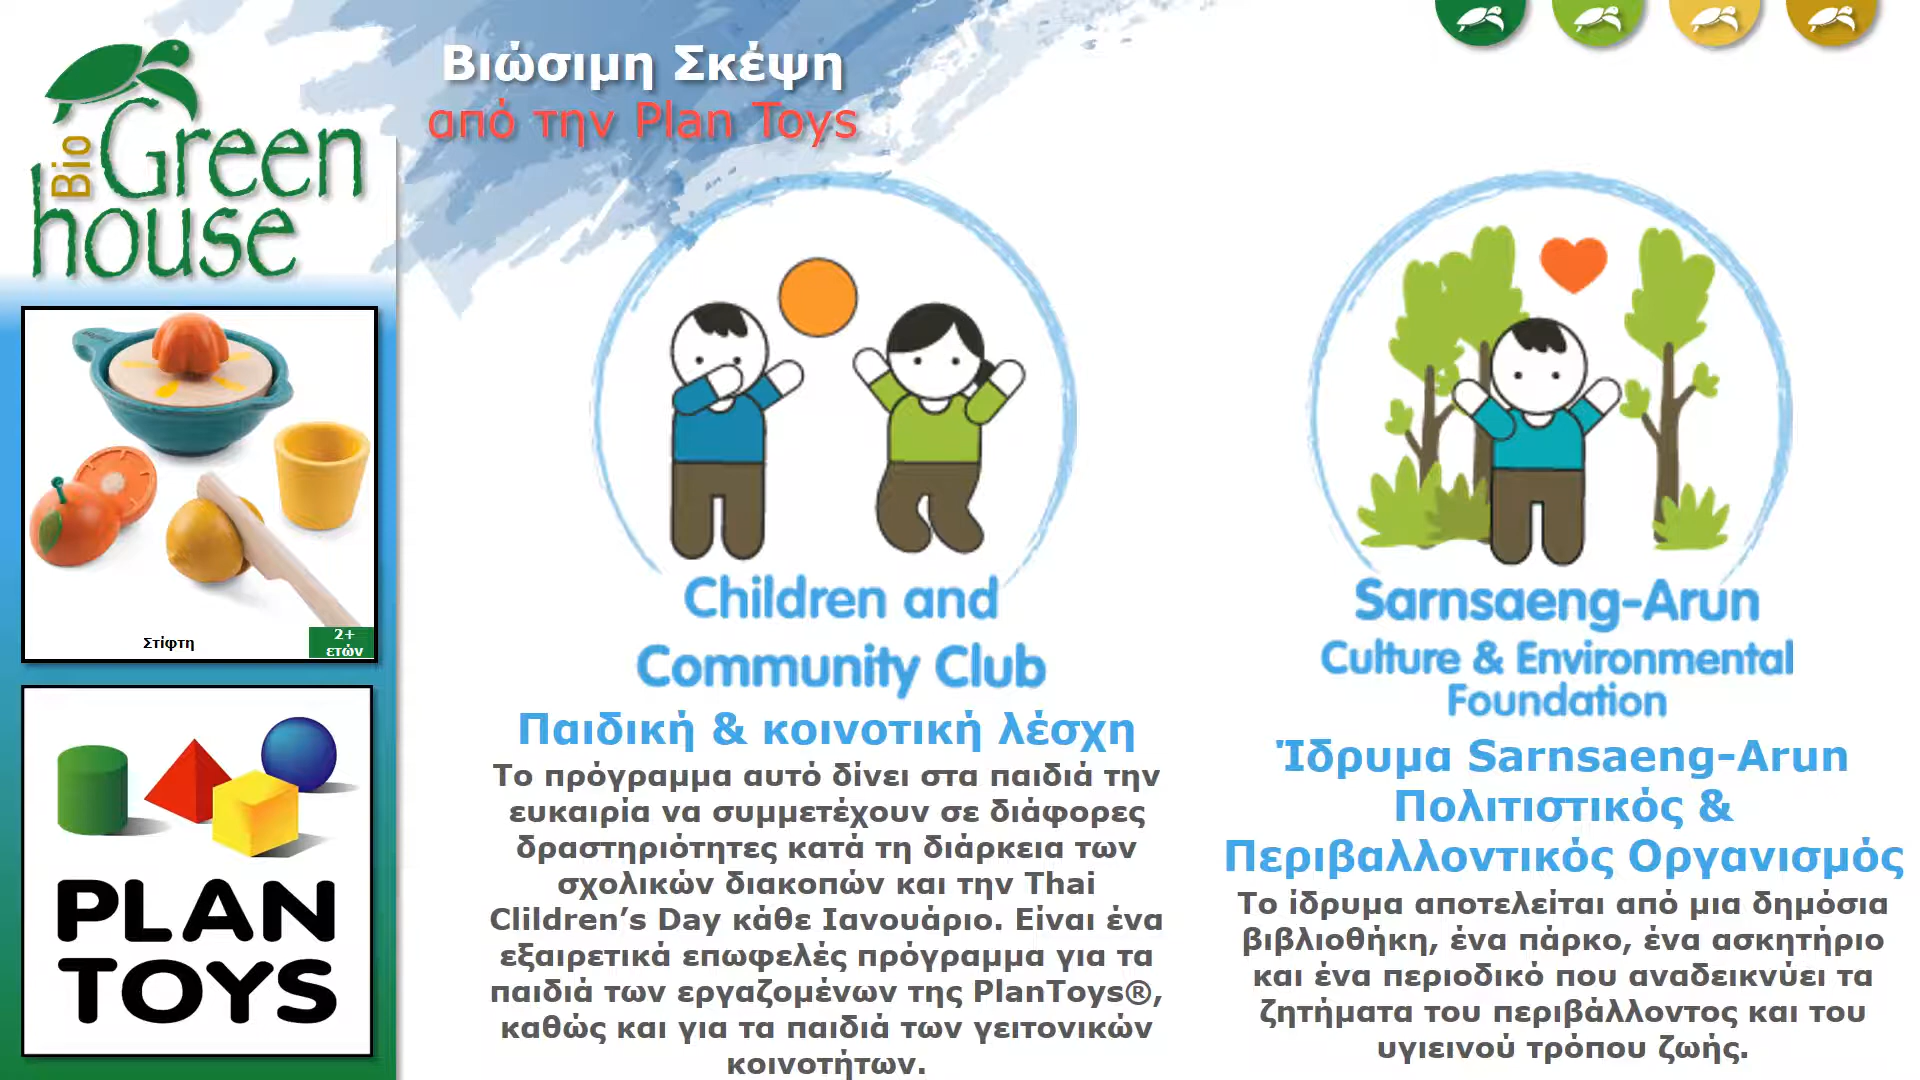 Bio Green
house
Στίφτη
2+
ετών
PLAN
TOYS
Βιώσιμη Σκέψη
από την Plan Toys
Children and
Community Club
Παιδική & κοινοτική λέσχη
Το πρόγραμμα αυτό δίνει στα παιδιά την
ευκαιρία να συμμετέχουν σε διάφορες
δραστηριότητες κατά τη διάρκεια των
σχολικών διακοπών και την Thai
Clildren’s Day κάθε Ιανουάριο. Είναι ένα
εξαιρετικά επωφελές πρόγραμμα για τα
παιδιά των εργαζομένων της PlanToys®,
καθώς και για τα παιδιά των γειτονικών
κοινοτήτων.
Sarnsaeng-Arun
Culture & Environmental
Foundation
Ίδρυμα Sarnsaeng-Arun
Πολιτιστικός &
Περιβαλλοντικός Οργανισμός
Το ίδρυμα αποτελείται από μια δημόσια
βιβλιοθήκη, ένα πάρκο, ένα ασκητήριο
και ένα περιοδικό που αναδεικνύει τα
ζητήματα του περιβάλλοντος και του
υγιεινού τρόπου ζωής.